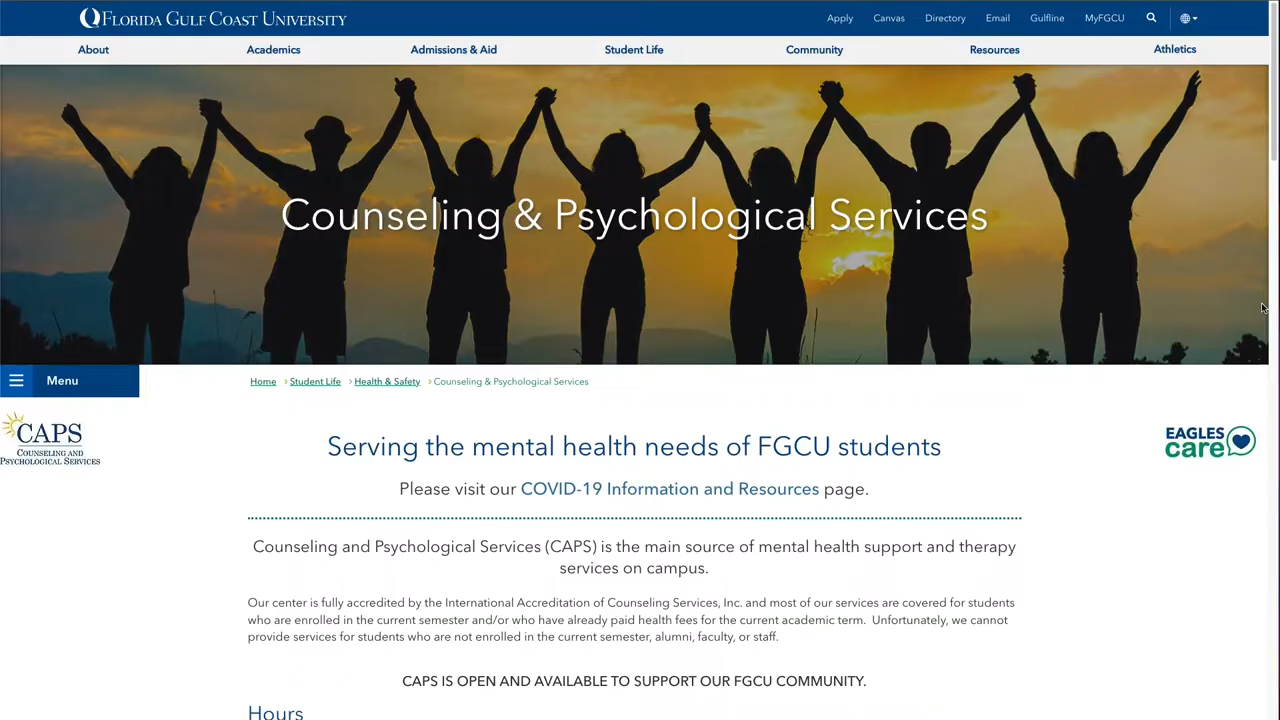 FLORIDA GULF COAST UNIVERSITY
Apply Canvas Directory Email Gulfline MyFGCU
About Academics Admissions & Aid Student Life Community Resources Athletics
Counseling & Psychological Services
Menu
Home > Student Life > Health & Safety > Counseling & Psychological Services
CAPS
COUNSELING AND
PSYCHOLOGICAL SERVICES
EAGLES
care
Serving the mental health needs of FGCU students
Please visit our COVID-19 Information and Resources page.
Counseling and Psychological Services (CAPS) is the main source of mental health support and therapy
services on campus.
Our center is fully accredited by the International Accreditation of Counseling Services, Inc. and most of our services are covered for students
who are enrolled in the current semester and/or who have already paid health fees for the current academic term. Unfortunately, we cannot
provide services for students who are not enrolled in the current semester, alumni, faculty, or staff.
CAPS IS OPEN AND AVAILABLE TO SUPPORT OUR FGCU COMMUNITY.
Hours